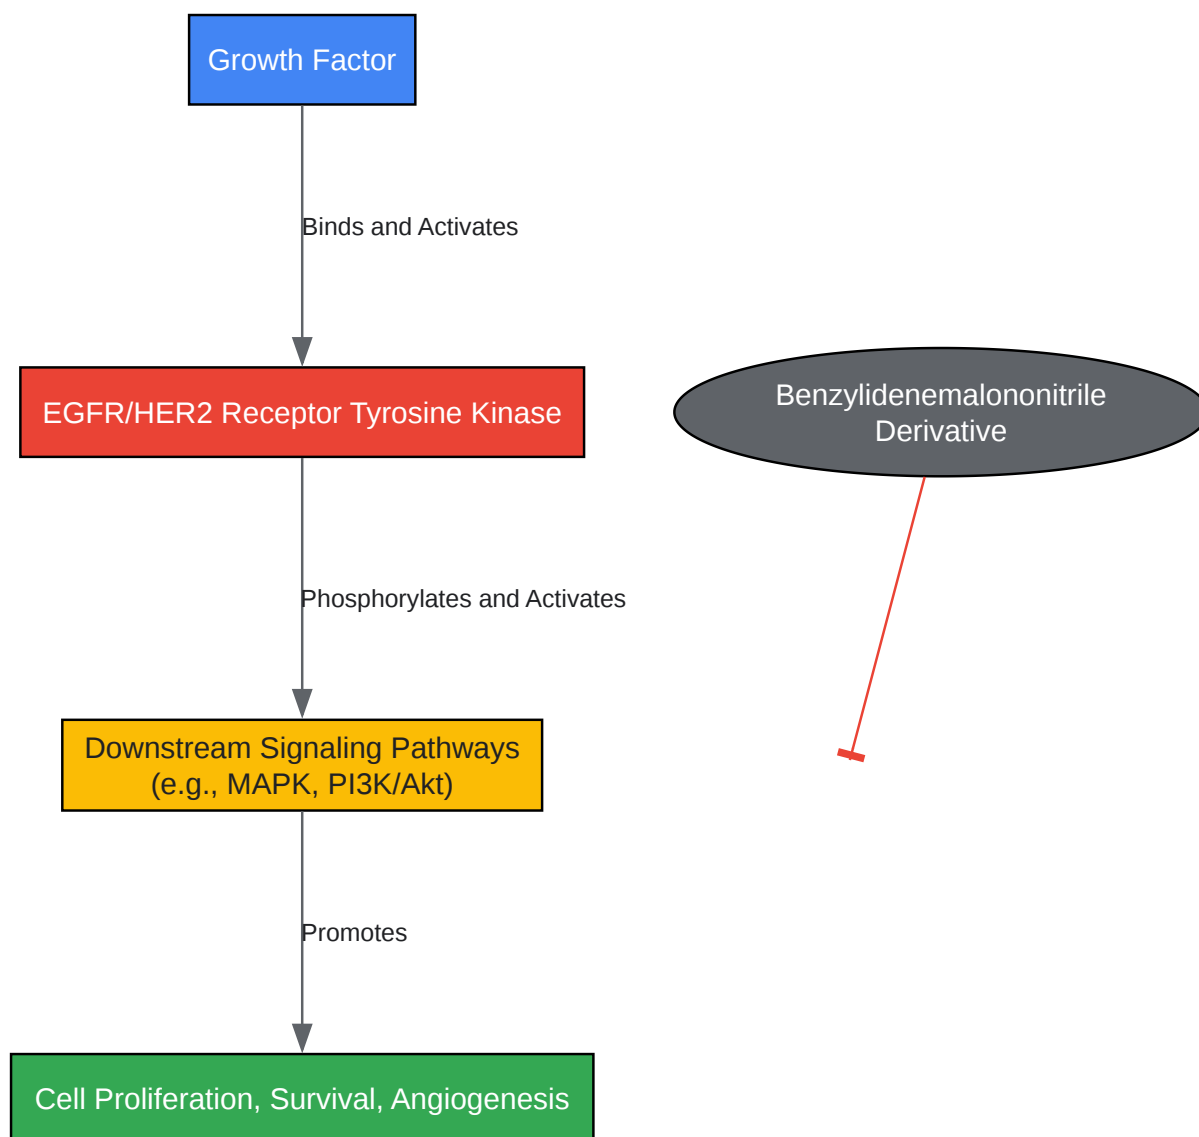 Growth Factor
Binds and Activates
EGFR/HER2 Receptor Tyrosine Kinase
Benzylidenemalononitrile
Derivative
Phosphorylates and Activates
Downstream Signaling Pathways
(e.g., MAPK, PI3K/Akt)
Promotes
Cell Proliferation, Survival, Angiogenesis